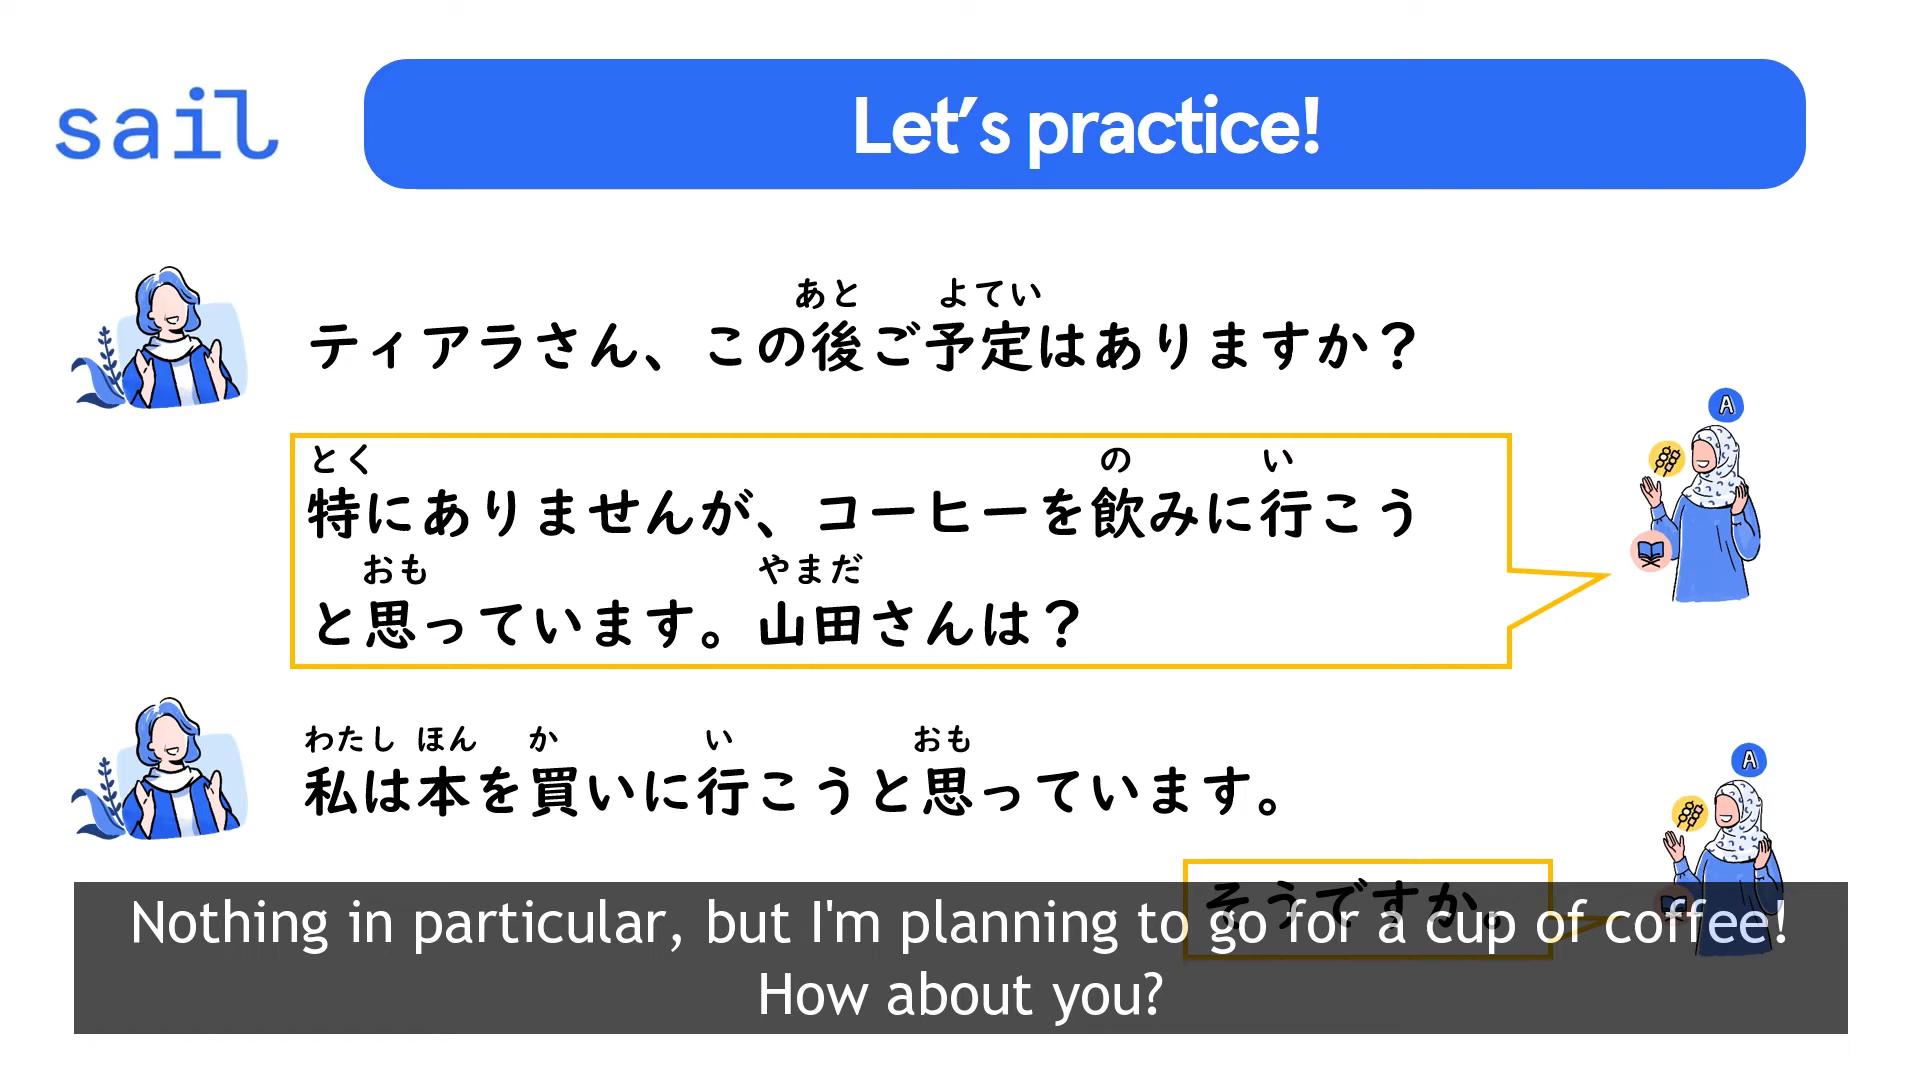 sail
Let's practice!
あと よてい
ティアラさん、この後ご予定はありますか？
A
とく の い
特にありませんが、コーヒーを飲みに行こう
おも やまだ
と思っています。山田さんは？
わたし ほん か い おも
私は本を買いに行こうと思っています。
A
そうですか。
Nothing in particular, but I'm planning to go for a cup of coffee!
How about you?